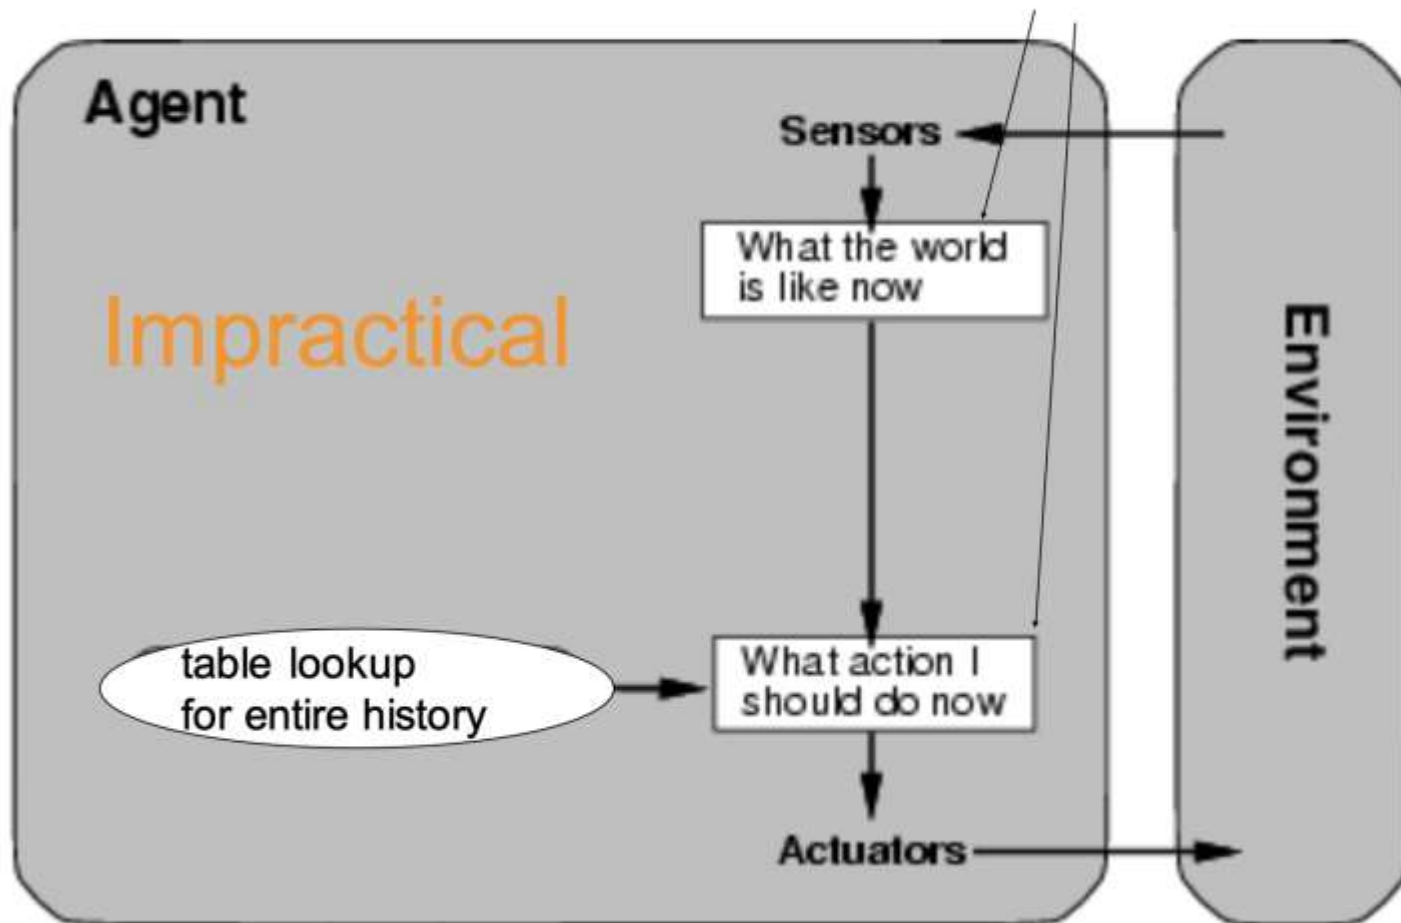 Agent
Sensors
What the world
is like now
Impractical
Environment
table lookup
for entire history
What action I
should do now
Actuators